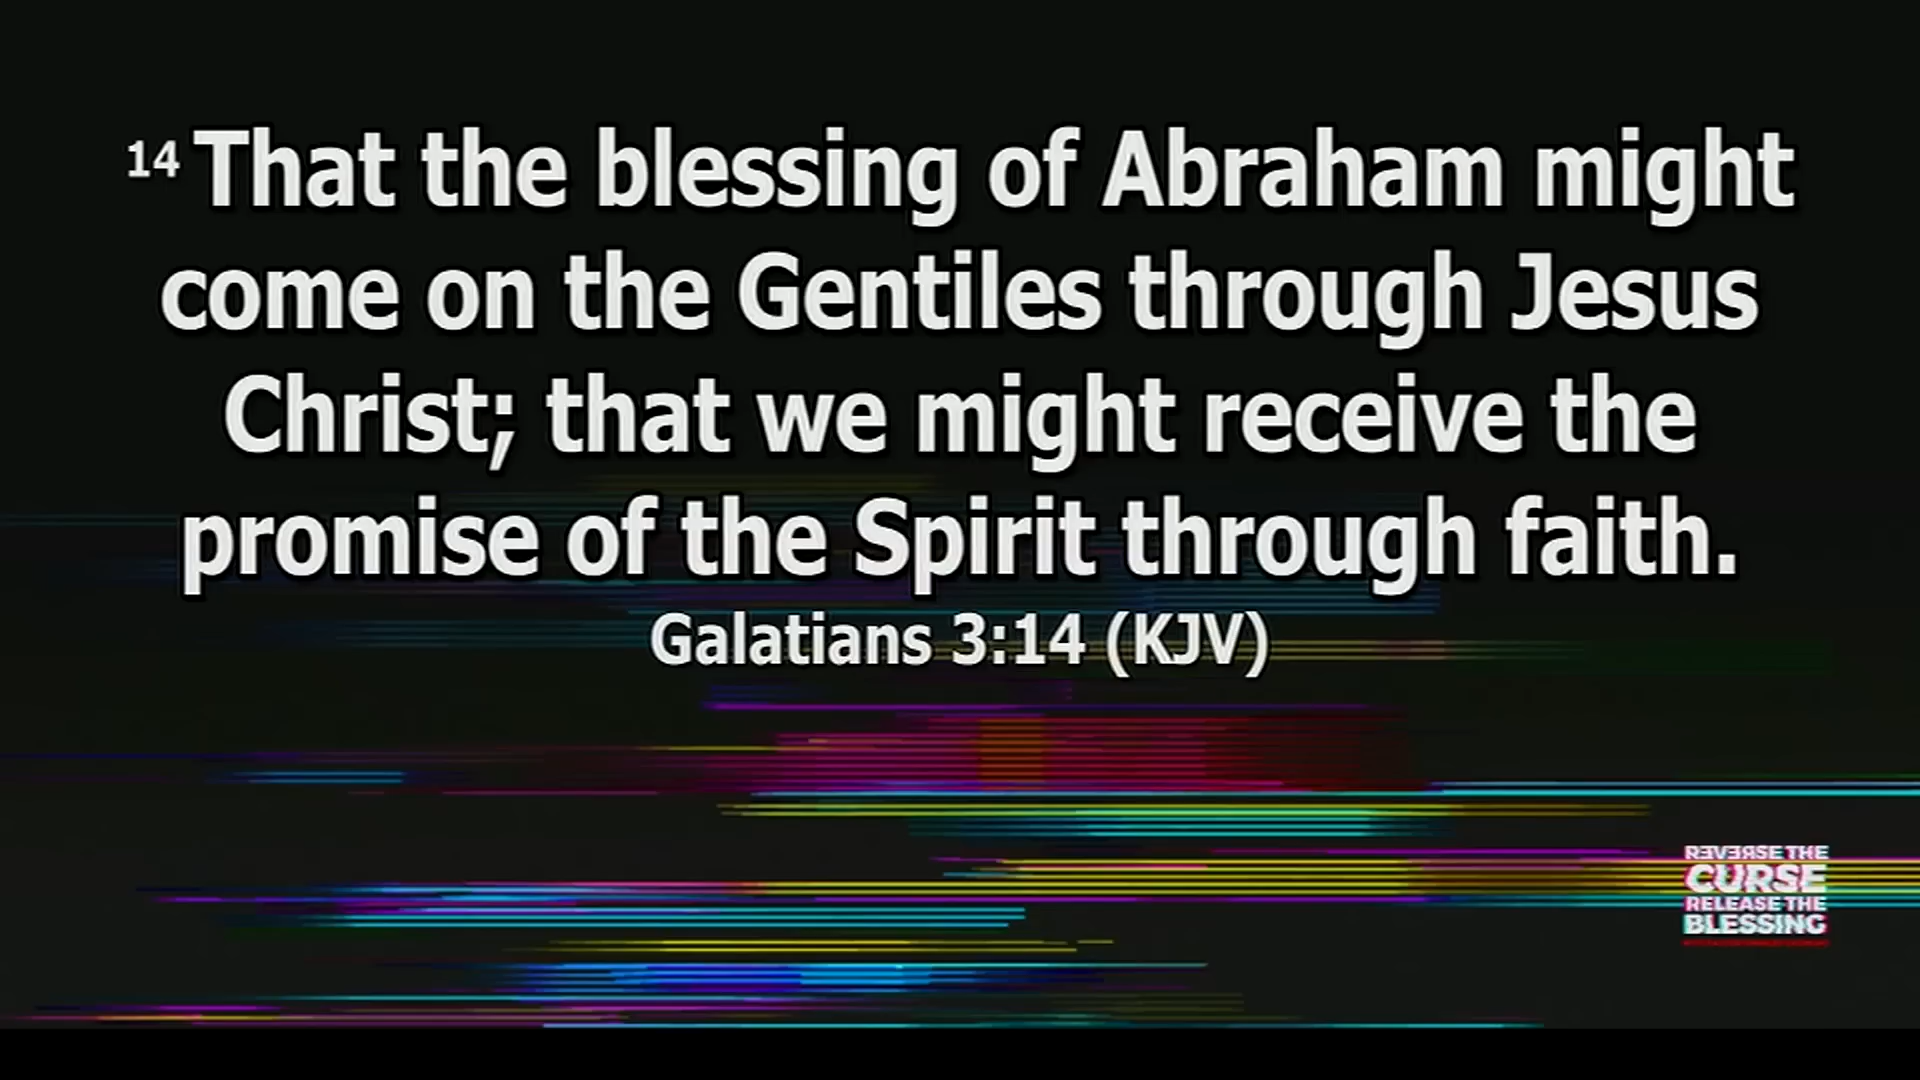 14 That the blessing of Abraham might
come on the Gentiles through Jesus
Christ; that we might receive the
promise of the Spirit through faith.
Galatians 3:14 (KJV)
REVERSE THE
CURSE
RELEASE THE
BLESSING